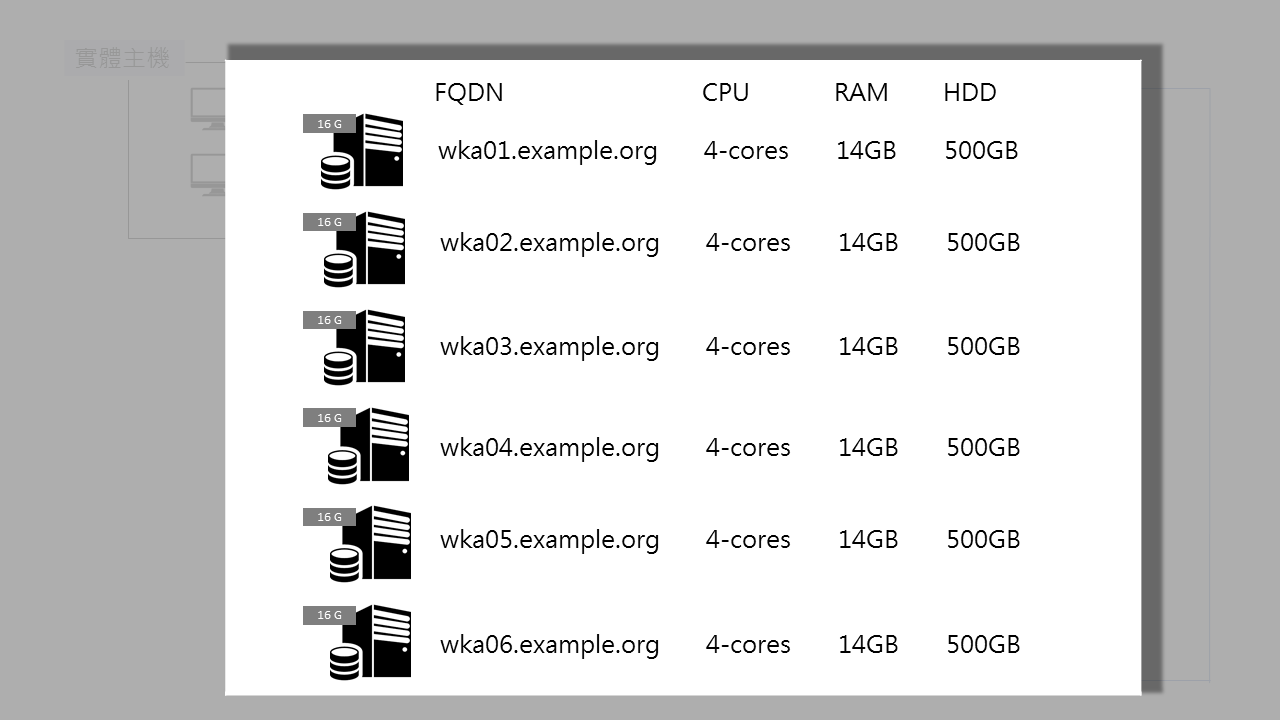 實體主機
FQDN CPU RAM HDD
16 G
wka01.example.org 4-cores 14GB 500GB
16 G
wka02.example.org 4-cores 14GB 500GB
16 G
wka03.example.org 4-cores 14GB 500GB
16 G
wka04.example.org 4-cores 14GB 500GB
16 G
wka05.example.org 4-cores 14GB 500GB
16 G
wka06.example.org 4-cores 14GB 500GB